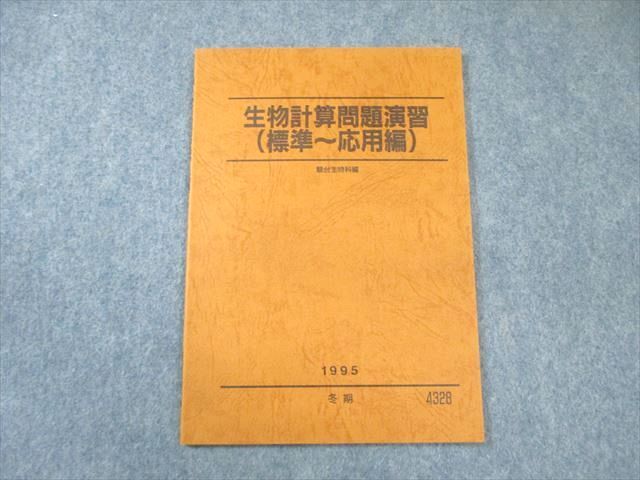 生物計算問題演習
（標準～応用編）
駿台生物科編
1995
冬期
4328